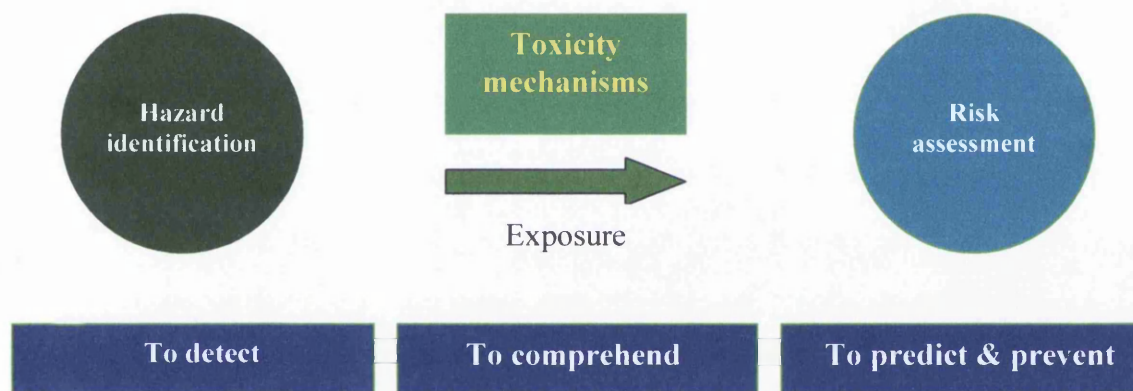 Toxicity
mechanisms
Hazard
identification
Risk
assessment
Exposure
To detect
To comprehend
To predict & prevent